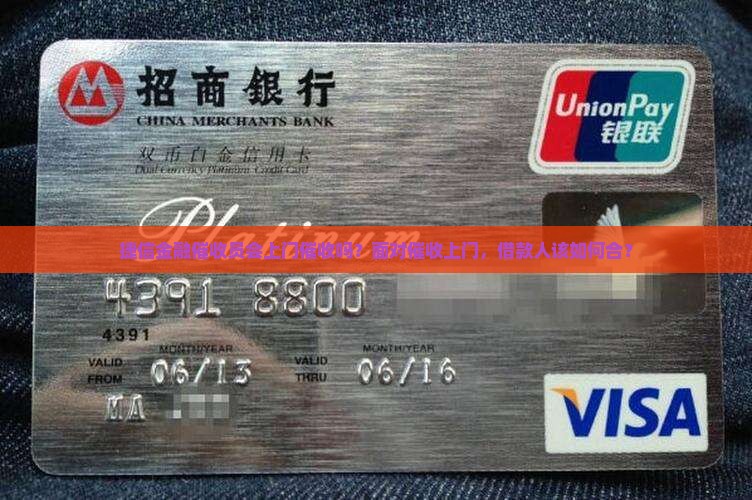 招商銀行
CHINA MERCHANTS BANK
双币白金信用卡
Dual Currency Platinum Credit Card
UnionPay
银联
Platinum
金融催收员会上门催收吗？面对催收上门，借款人该如何合？
4391 8800
4391
MONTH/YEAR MONTH/YEAR
VALID FROM 06/13 VALID THRU 06/16
MA
VISA